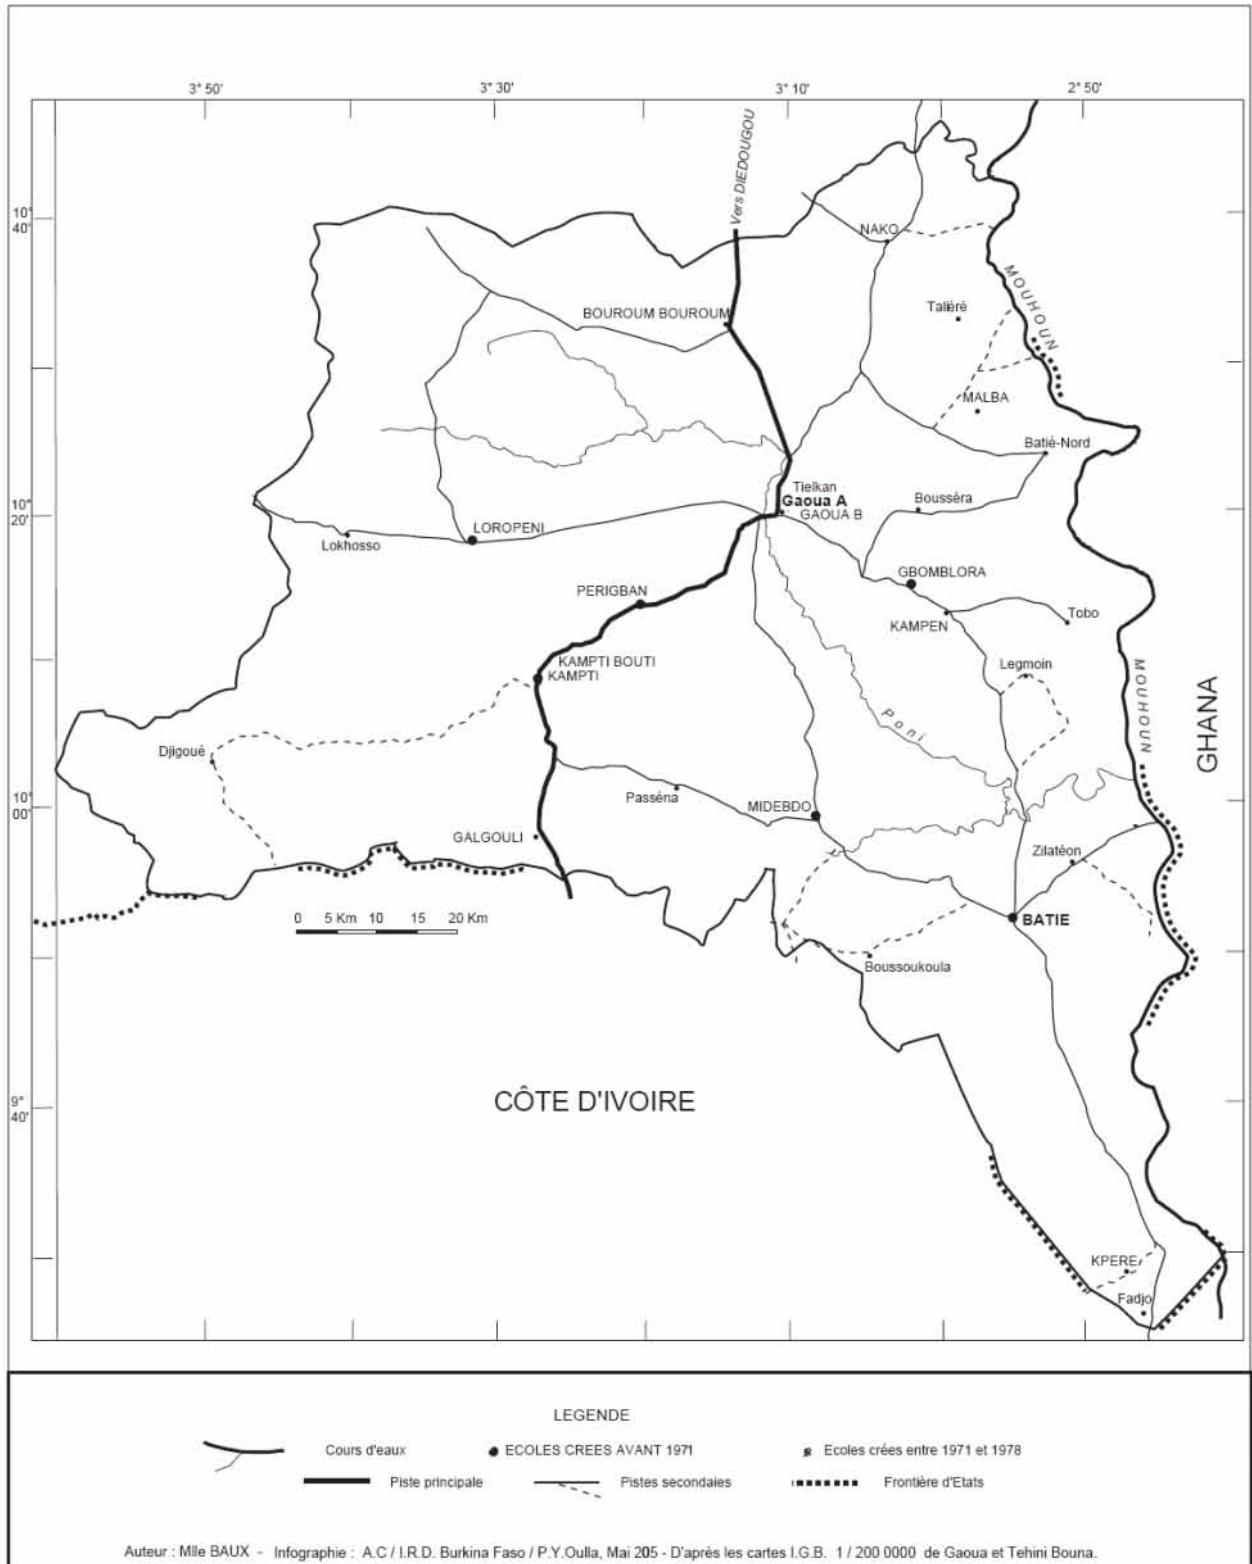 3° 50'
3° 30'
3° 10'
2° 50'
Vers DIEDOUGOU
10°
40'
NAKO
MOUHOUN
Taliéré
BOUROUM BOUROUM
MALBA
Batiè-Nord
Tielkan
10°
20'
Gaoua A
GAOUA B
Bousséra
LOROPENI
Lokhosso
GBOMBLORA
PERIGBAN
KAMPEN
Tobo
KAMPTI BOUTI
KAMPTI
Legmoin
MOUHOUN
GHANA
Poni
Djigouè
10°
00'
Passéna
MIDEBDO
GALGOULI
Zilatéon
0 5 Km 10 15 20 Km
BATIE
Boussoukoula
CÔTE D'IVOIRE
9°
40'
KPERE
Fadjo
LEGENDE
Cours d'eaux
ECOLES CREES AVANT 1971
Ecoles crées entre 1971 et 1978
Piste principale
Pistes secondaies
Frontière d'Etats
Auteur : Mlle BAUX - Infographie : A.C / I.R.D. Burkina Faso / P.Y.Oulla, Mai 205 - D'après les cartes I.G.B. 1 / 200 0000 de Gaoua et Tehini Bouna.